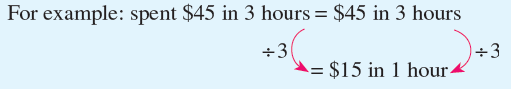 For example: spent $45 in 3 hours = $45 in 3 hours
÷3 ÷3
= $15 in 1 hour